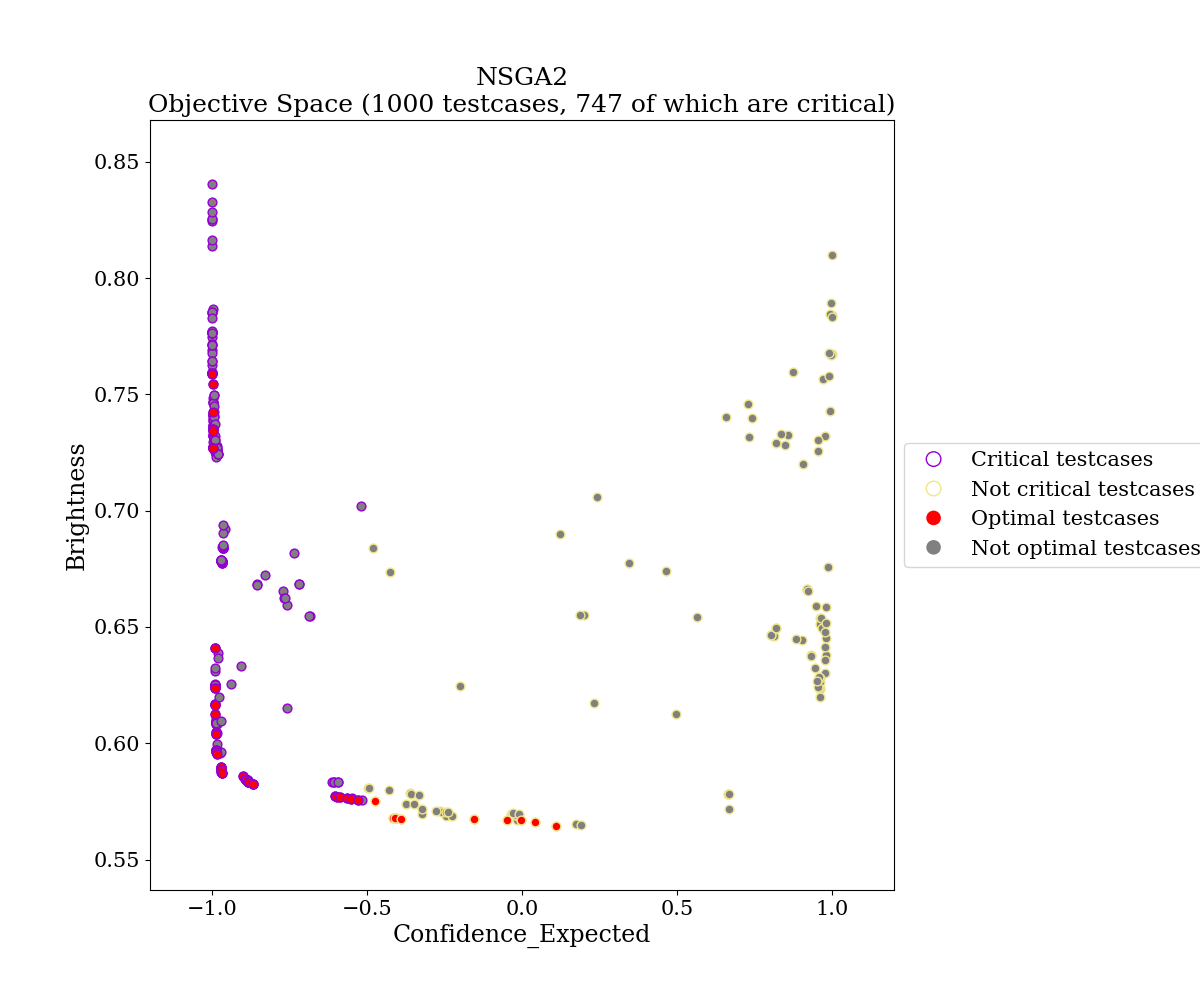 NSGA2
Objective Space (1000 testcases, 747 of which are critical)
0.85
0.80
0.75
0.70
0.65
0.60
0.55
Brightness
−1.0
−0.5
0.0
0.5
1.0
Confidence_Expected
Critical testcases
Not critical testcases
Optimal testcases
Not optimal testcases